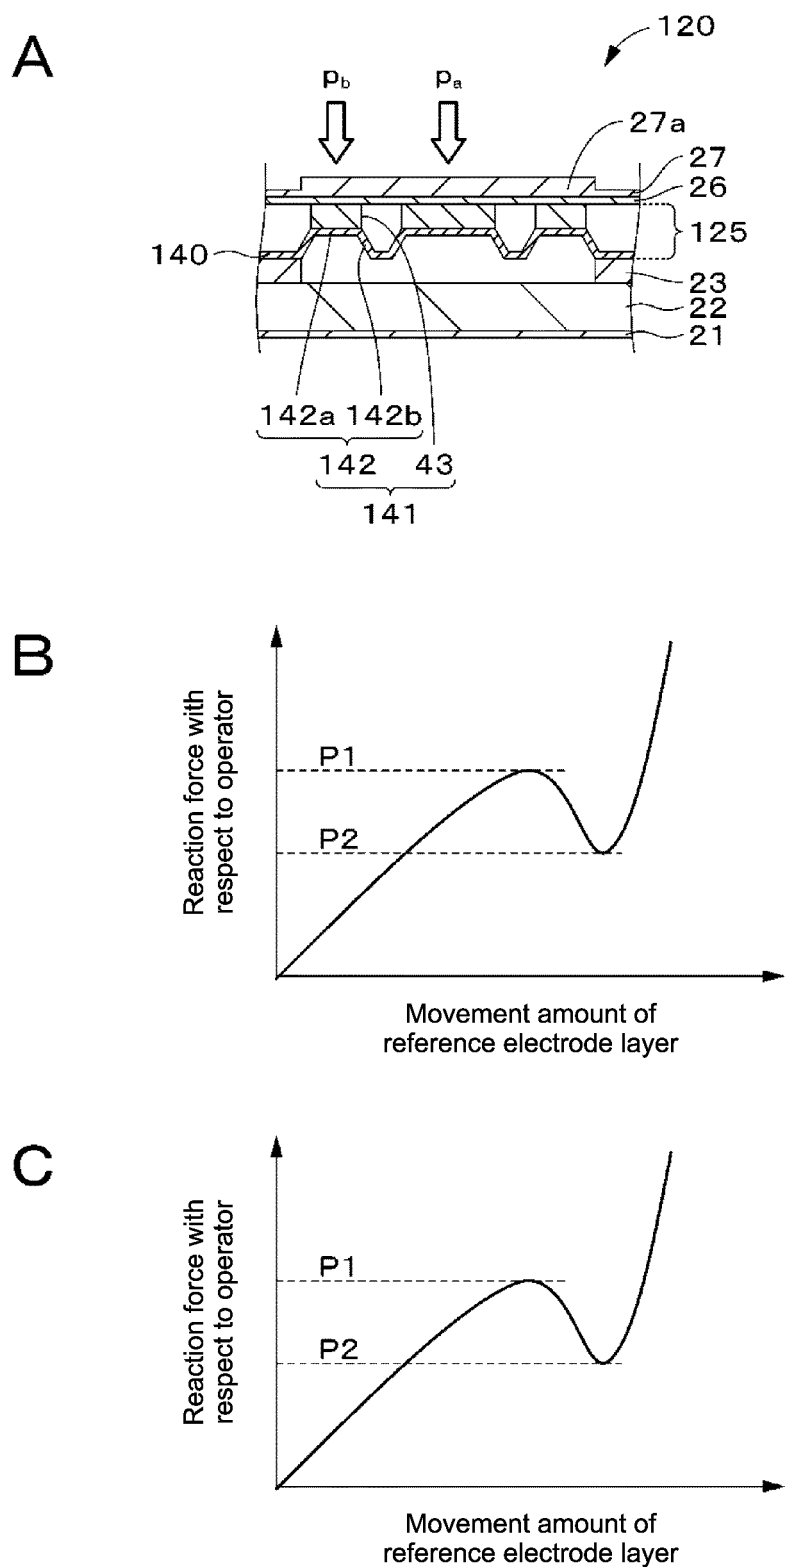 A
120
pb
pa
27a
27
26
125
140
23
22
21
142a 142b
142
43
141
B
Reaction force with
respect to operator
P1
P2
Movement amount of
reference electrode layer
C
Reaction force with
respect to operator
P1
P2
Movement amount of
reference electrode layer